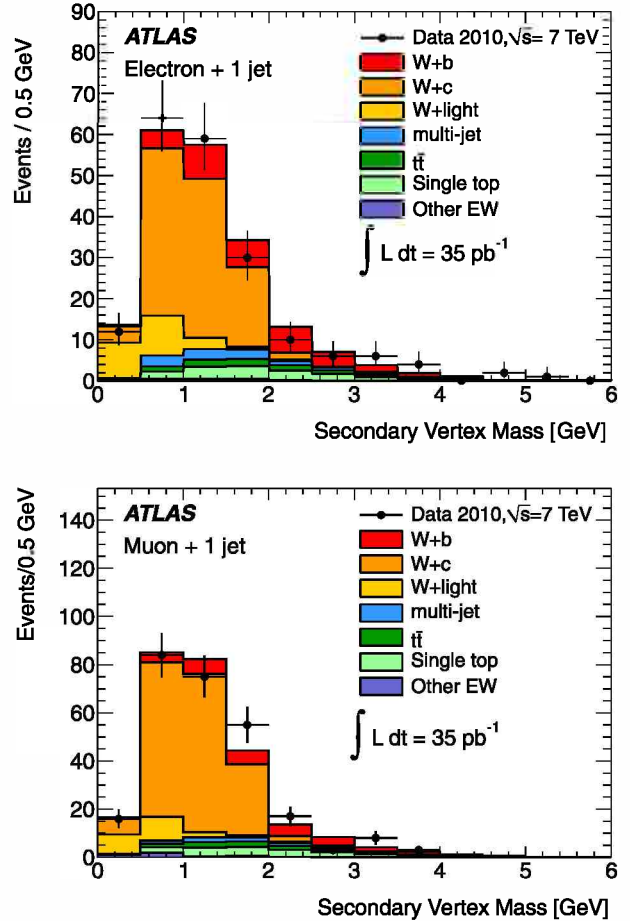 ATLAS
Electron + 1 jet
Data 2010,√s= 7 TeV
W+b
W+c
W+light
multi-jet
tt̄
Single top
Other EW
∫ L dt = 35 pb⁻¹
Events / 0.5 GeV
90
80
70
60
50
40
30
20
10
0
0 1 2 3 4 5 6
Secondary Vertex Mass [GeV]
ATLAS
Muon + 1 jet
Data 2010,√s=7 TeV
W+b
W+c
W+light
multi-jet
tt̄
Single top
Other EW
∫ L dt = 35 pb⁻¹
Events/0.5 GeV
140
120
100
80
60
40
20
0
0 1 2 3 4 5 6
Secondary Vertex Mass [GeV]